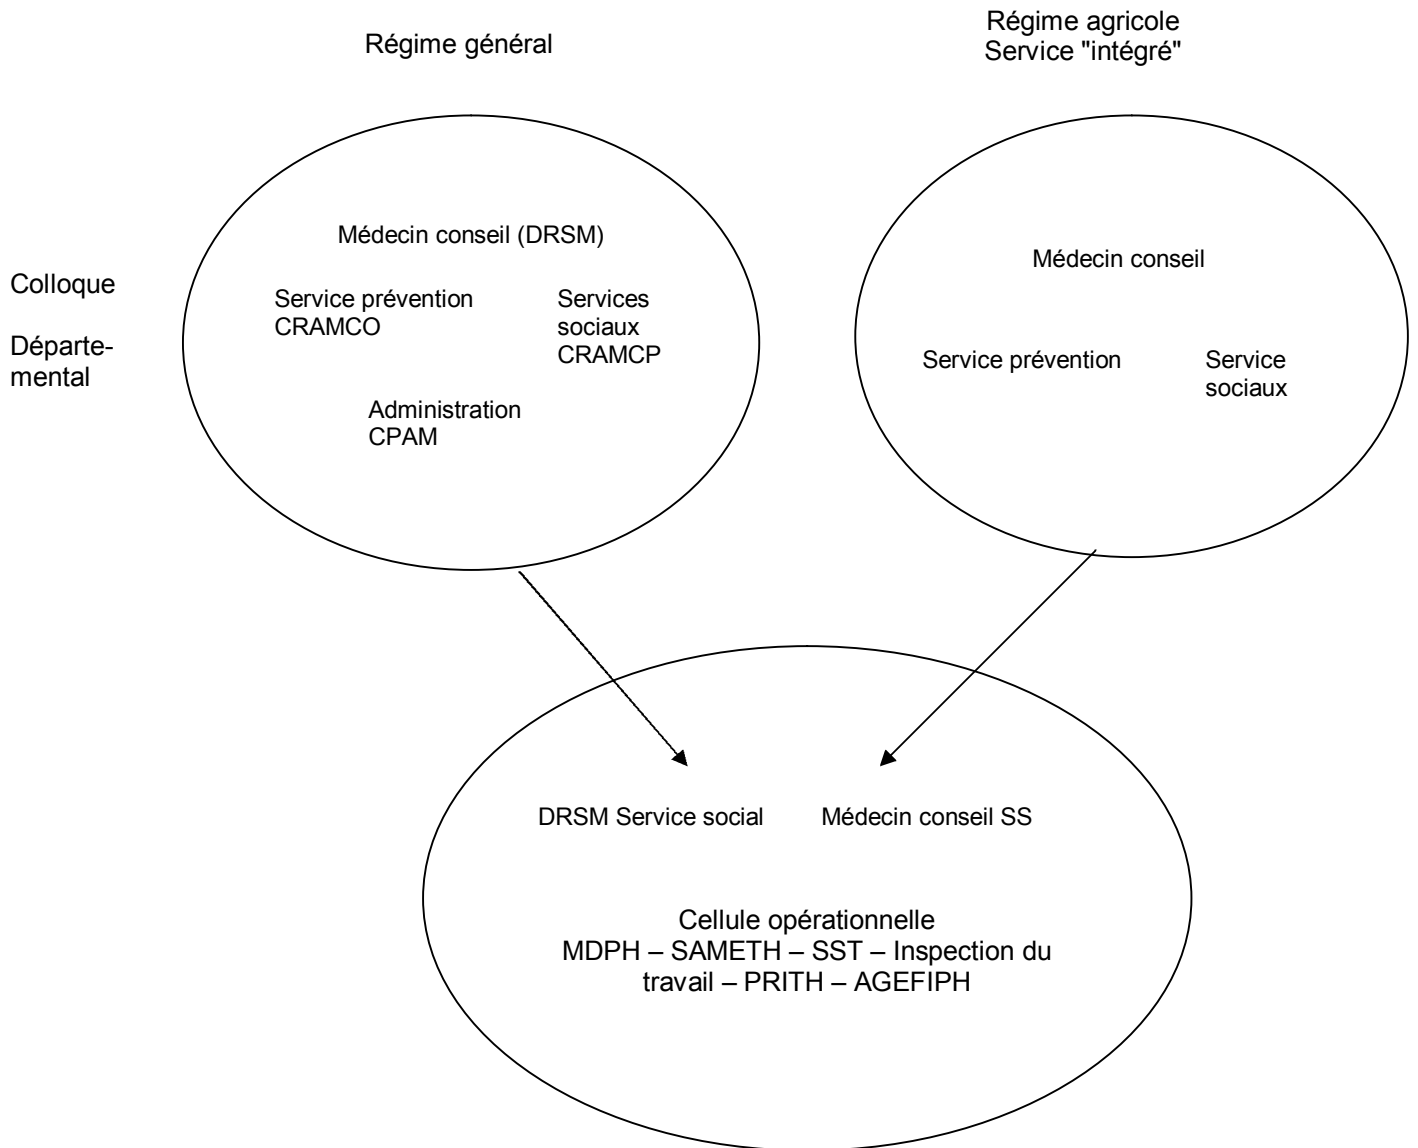 Régime général
Régime agricole
Service "intégré"
Colloque
Départe-
mental
Médecin conseil (DRSM)
Service prévention
CRAMCO
Services
sociaux
CRAMCP
Administration
CPAM
Médecin conseil
Service prévention
Service
sociaux
DRSM Service social
Médecin conseil SS
Cellule opérationnelle
MDPH – SAMETH – SST – Inspection du
travail – PRITH – AGEFIPH